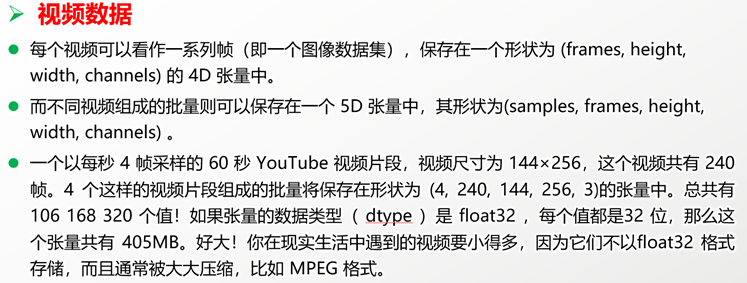 视频数据
每个视频可以看作一系列帧（即一个图像数据集），保存在一个形状为 (frames, height,
width, channels) 的 4D 张量中。
而不同视频组成的批量则可以保存在一个 5D 张量中，其形状为(samples, frames, height,
width, channels) 。
一个以每秒 4 帧采样的 60 秒 YouTube 视频片段，视频尺寸为 144×256，这个视频共有 240
帧。4 个这样的视频片段组成的批量将保存在形状为 (4, 240, 144, 256, 3)的张量中。总共有
106 168 320 个值！如果张量的数据类型（ dtype ）是 float32 ，每个值都是32 位，那么这
个张量共有 405MB。好大！你在现实生活中遇到的视频要小得多，因为它们不以float32 格式
存储，而且通常被大大压缩，比如 MPEG 格式。